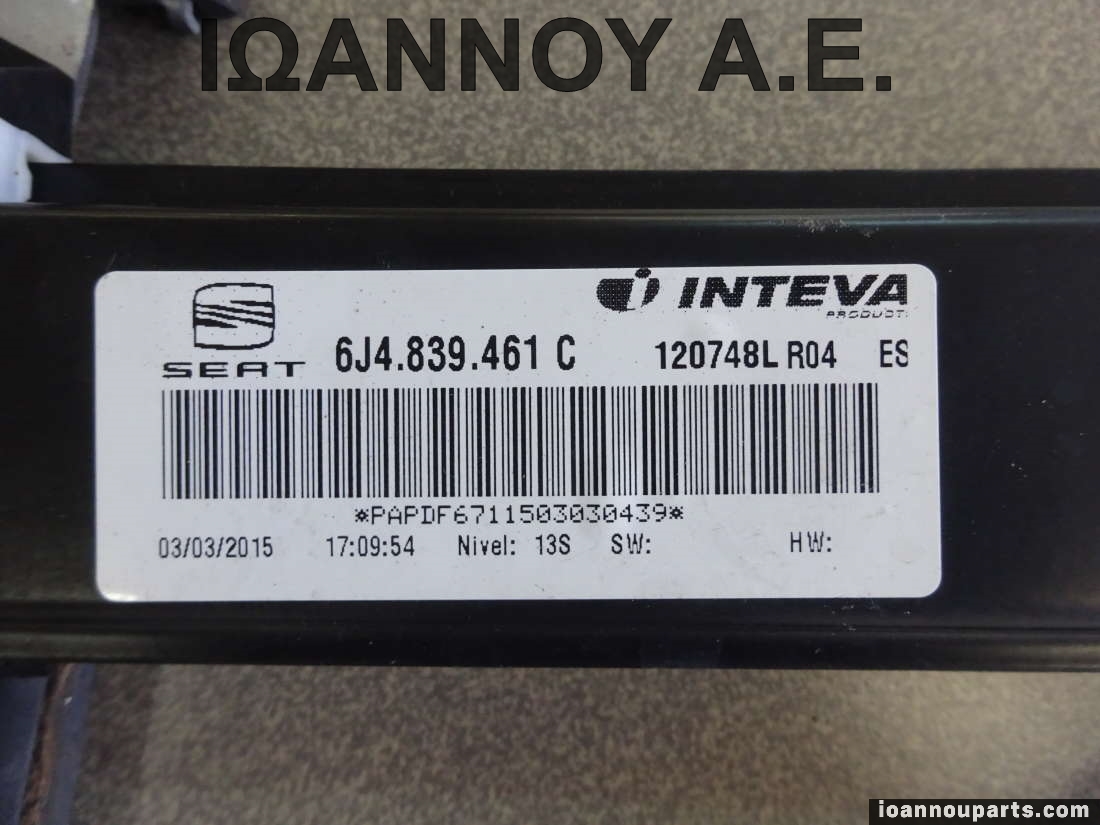 ΙΩΑΝΝΟΥ Α.Ε.
INTEVA
PRODUCT
SEAT 6J4.839.461 C 120748L R04 ES
*PAPDF6711503030439*
03/03/2015 17:09:54 Nivel: 13S SW: HW:
ioannouparts.com